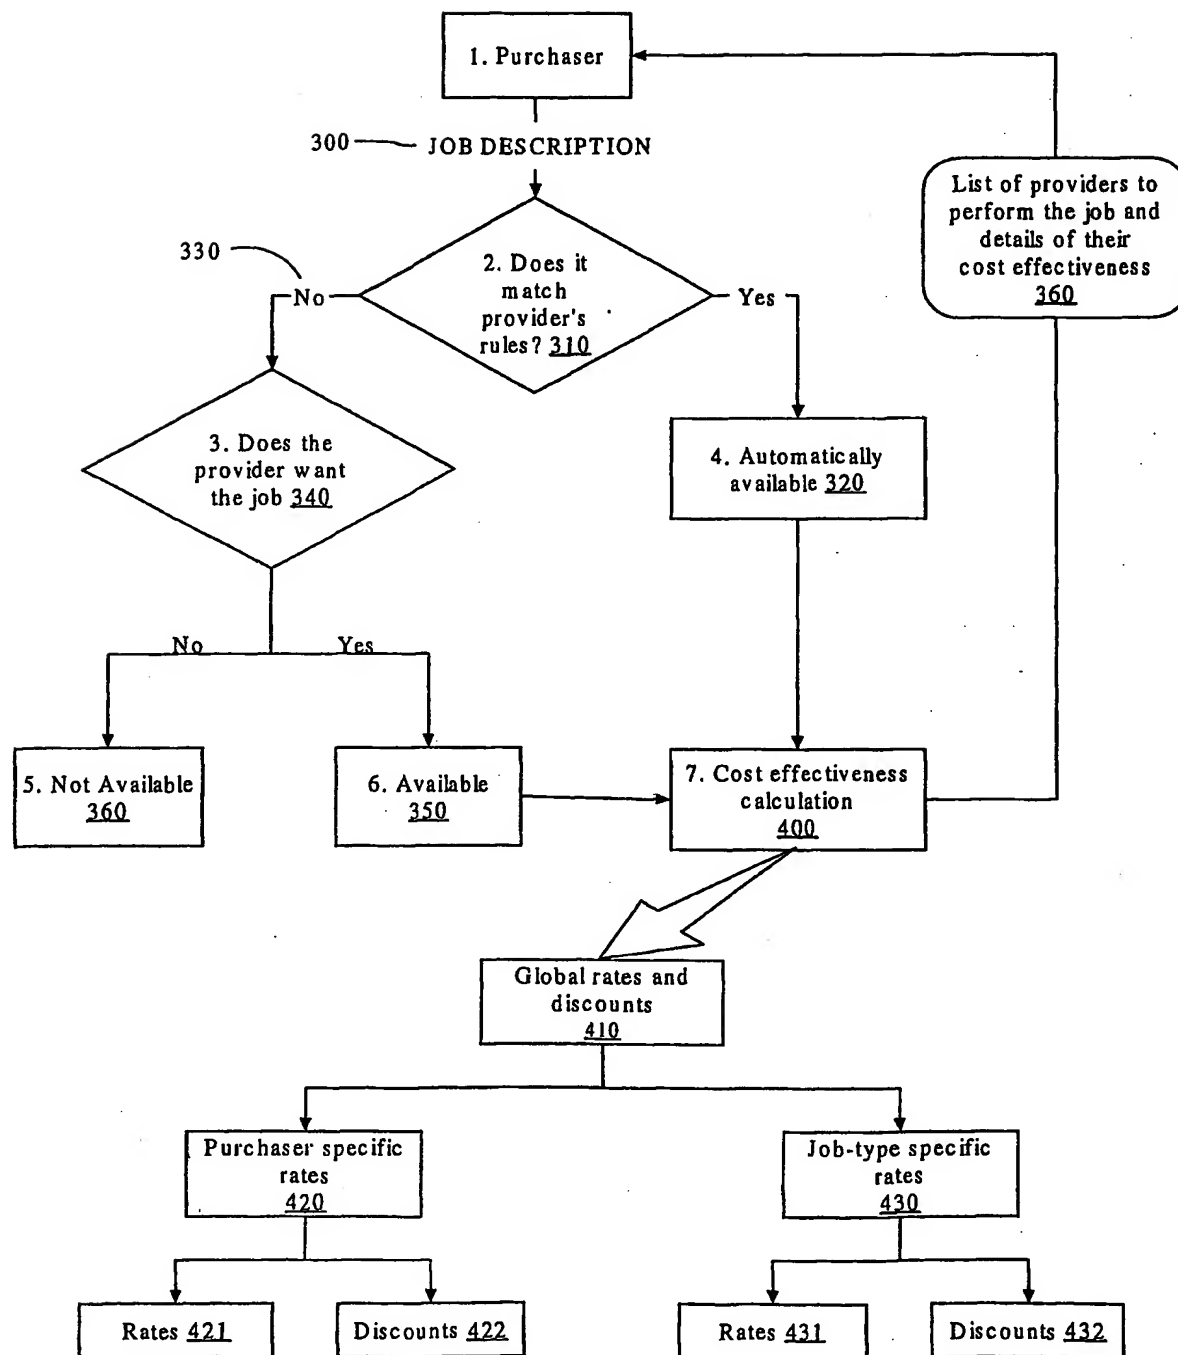 1. Purchaser
300
JOB DESCRIPTION
List of providers to
perform the job and
details of their
cost effectiveness
360
330
2. Does it
match
provider's
rules? 310
No
Yes
3. Does the
provider want
the job 340
4. Automatically
available 320
No
Yes
5. Not Available
360
6. Available
350
7. Cost effectiveness
calculation
400
Global rates and
discounts
410
Purchaser specific
rates
420
Job-type specific
rates
430
Rates 421
Discounts 422
Rates 431
Discounts 432